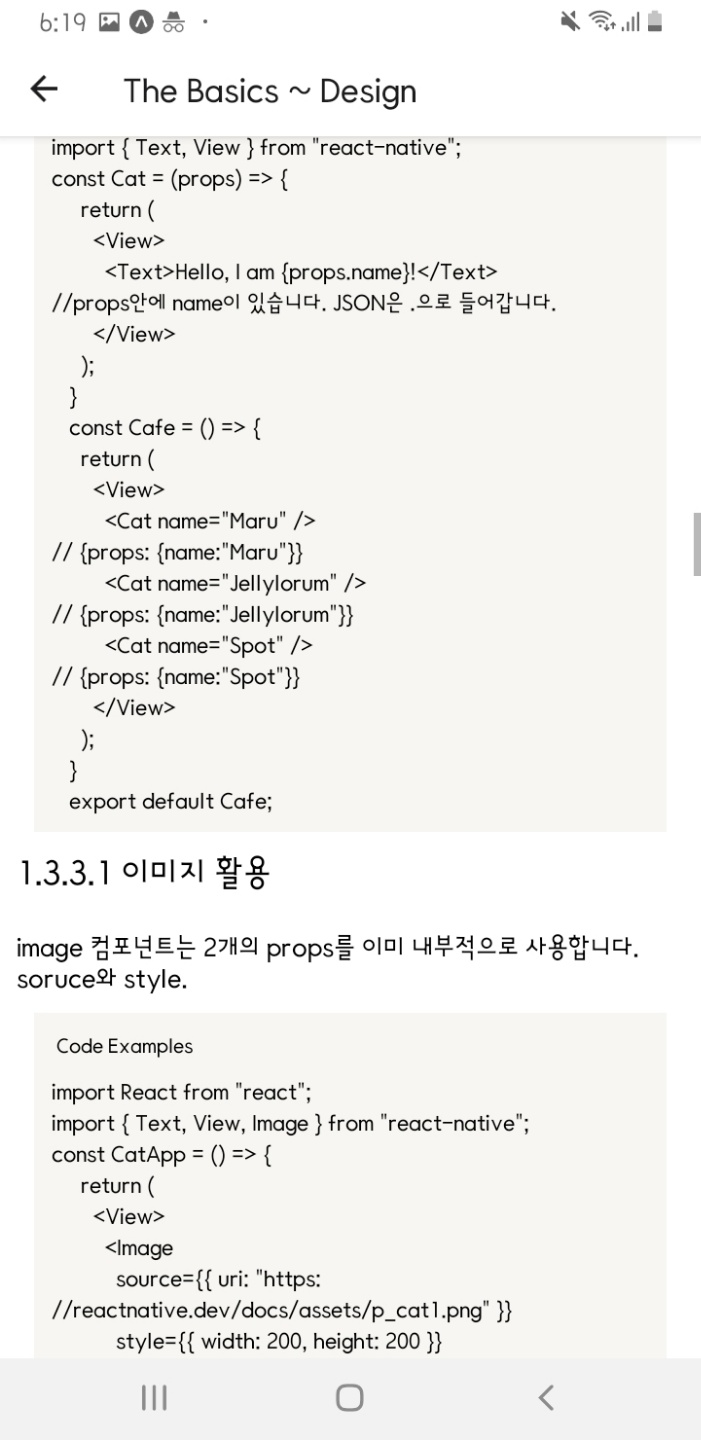 6:19
The Basics ~ Design
import { Text, View } from "react-native";
const Cat = (props) => {
return (
<View>
<Text>Hello, I am {props.name}!</Text>
//props안에 name이 있습니다. JSON은 .으로 들어갑니다.
</View>
);
}
const Cafe = () => {
return (
<View>
<Cat name="Maru" />
// {props: {name:"Maru"}}
<Cat name="Jellylorum" />
// {props: {name:"Jellylorum"}}
<Cat name="Spot" />
// {props: {name:"Spot"}}
</View>
);
}
export default Cafe;
1.3.3.1 이미지 활용
image 컴포넌트는 2개의 props를 이미 내부적으로 사용합니다.
soruce와 style.
Code Examples
import React from "react";
import { Text, View, Image } from "react-native";
const CatApp = () => {
return (
<View>
<Image
source={{ uri: "https:
//reactnative.dev/docs/assets/p_cat1.png" }}
style={{ width: 200, height: 200 }}